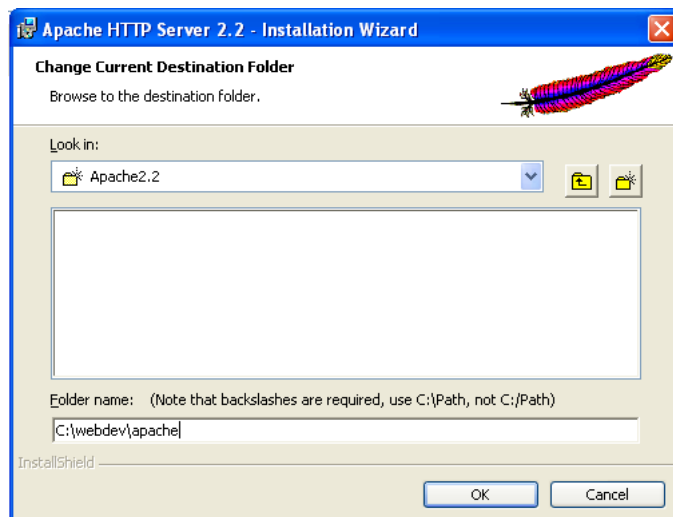 Apache HTTP Server 2.2 - Installation Wizard
Change Current Destination Folder
Browse to the destination folder.
Look in:
Apache2.2
Folder name: (Note that backslashes are required, use C:\Path, not C:/Path)
C:\webdev\apache
InstallShield
OK Cancel